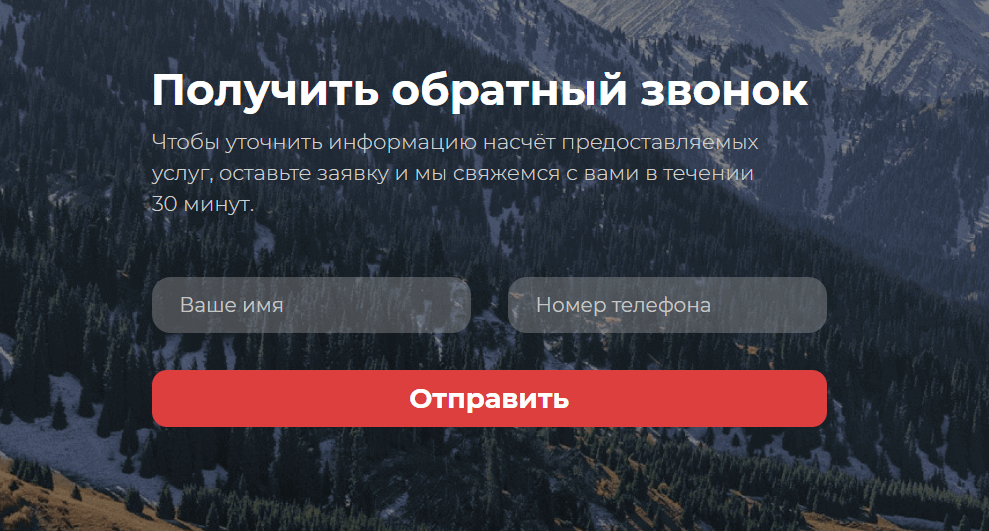 Получить обратный звонок
Чтобы уточнить информацию насчёт предоставляемых
услуг, оставьте заявку и мы свяжемся с вами в течении
30 минут.
Ваше имя
Номер телефона
Отправить